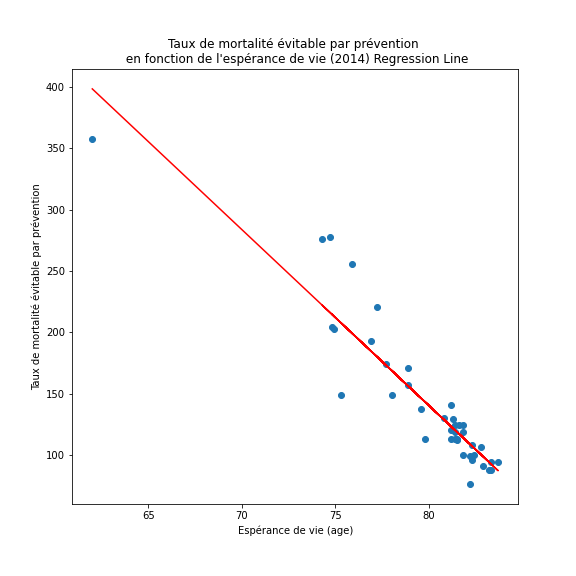 Taux de mortalité évitable par prévention
en fonction de l'espérance de vie (2014) Regression Line
400
350
300
250
200
150
100
Taux de mortalité évitable par prévention
65
70
75
80
Espérance de vie (age)